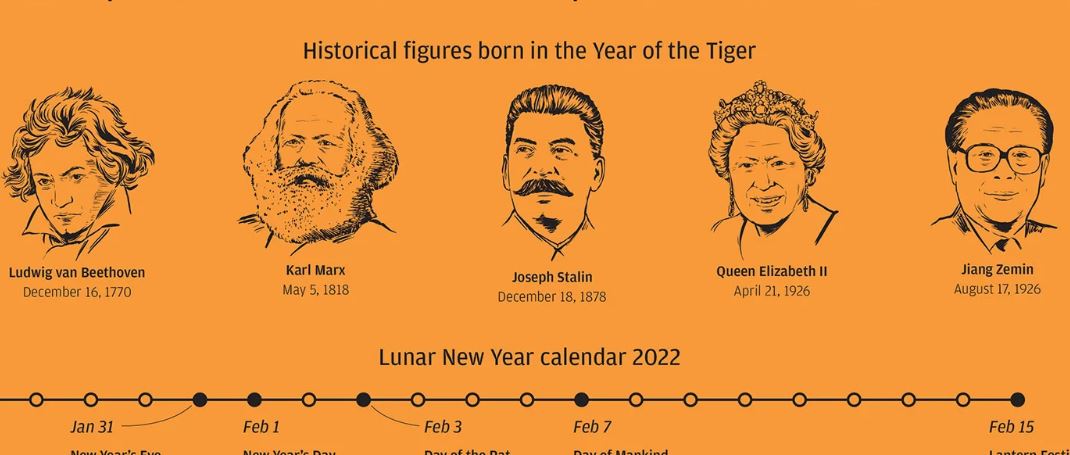 Historical figures born in the Year of the Tiger
Ludwig van Beethoven
December 16, 1770
Karl Marx
May 5, 1818
Joseph Stalin
December 18, 1878
Queen Elizabeth II
April 21, 1926
Jiang Zemin
August 17, 1926
Lunar New Year calendar 2022
Jan 31
New Year's Eve
Feb 1
New Year's Day
Feb 3
Day of the Rat
Feb 7
Day of Mankind
Feb 15
Lantern Festi